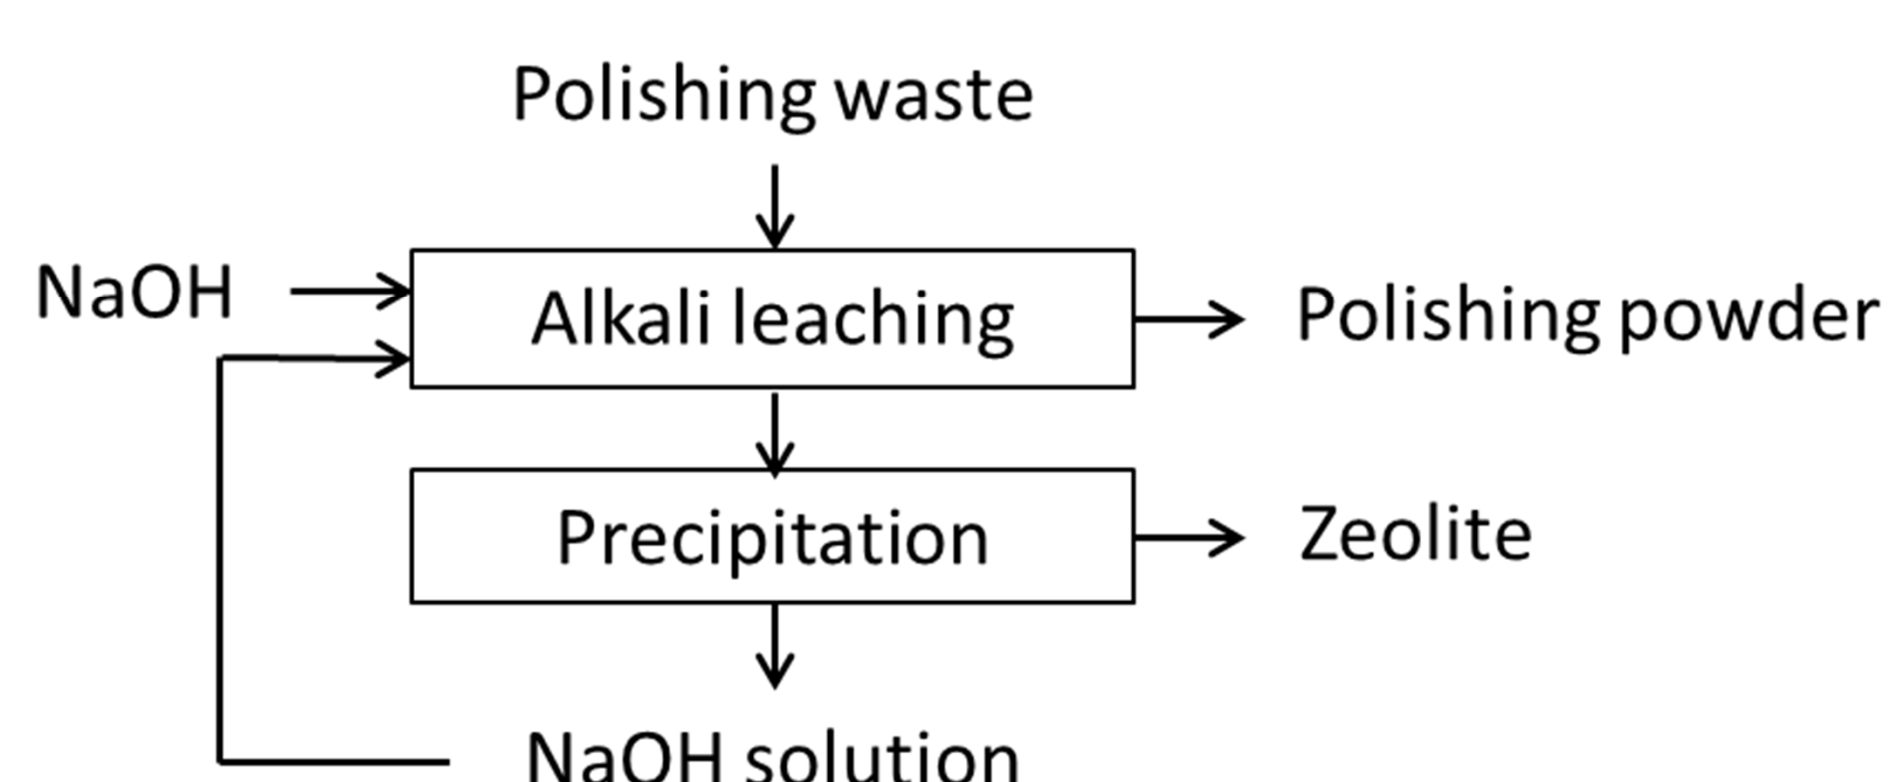 Polishing waste
NaOH
Alkali leaching
Polishing powder
Precipitation
Zeolite
NaOH solution